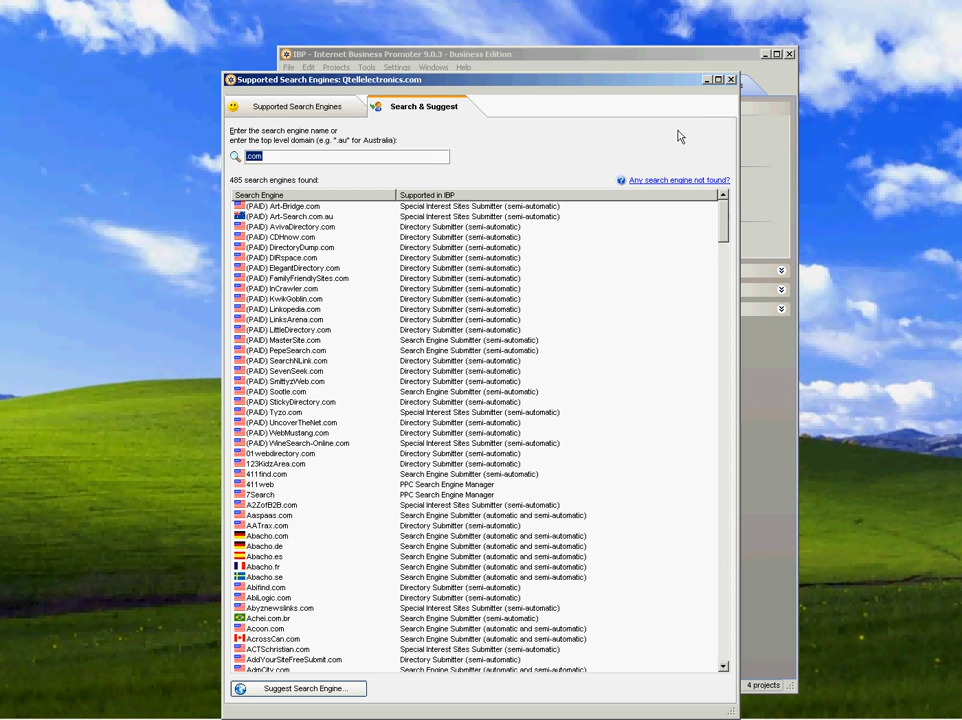 IBP - Internet Business Promoter 9.0.3 - Business Edition
File Edit Projects Tools Settings Windows Help
Supported Search Engines: Qtellelectronics.com
Supported Search Engines Search & Suggest
Enter the search engine name or
enter the top level domain (e.g. ".au" for Australia):
.com
485 search engines found: Any search engine not found?
Search Engine Supported in IBP
(PAID) Art-Bridge.com Special Interest Sites Submitter (semi-automatic)
(PAID) Art-Search.com.au Special Interest Sites Submitter (semi-automatic)
(PAID) AvivaDirectory.com Directory Submitter (semi-automatic)
(PAID) CDHnow.com Directory Submitter (semi-automatic)
(PAID) DirectoryDump.com Directory Submitter (semi-automatic)
(PAID) DIRspace.com Directory Submitter (semi-automatic)
(PAID) ElegantDirectory.com Directory Submitter (semi-automatic)
(PAID) FamilyFriendlySites.com Directory Submitter (semi-automatic)
(PAID) InCrawler.com Directory Submitter (semi-automatic)
(PAID) KwikGoblin.com Directory Submitter (semi-automatic)
(PAID) Linkopedia.com Directory Submitter (semi-automatic)
(PAID) LinksArena.com Directory Submitter (semi-automatic)
(PAID) LittleDirectory.com Directory Submitter (semi-automatic)
(PAID) MasterSite.com Search Engine Submitter (semi-automatic)
(PAID) PepeSearch.com Search Engine Submitter (semi-automatic)
(PAID) SearchNLink.com Directory Submitter (semi-automatic)
(PAID) SevenSeek.com Directory Submitter (semi-automatic)
(PAID) SmittyzWeb.com Directory Submitter (semi-automatic)
(PAID) Sootle.com Search Engine Submitter (semi-automatic)
(PAID) StickyDirectory.com Directory Submitter (semi-automatic)
(PAID) Tyzo.com Special Interest Sites Submitter (semi-automatic)
(PAID) UncoverTheNet.com Directory Submitter (semi-automatic)
(PAID) WebMustang.com Directory Submitter (semi-automatic)
(PAID) WineSearch-Online.com Special Interest Sites Submitter (semi-automatic)
01webdirectory.com Directory Submitter (semi-automatic)
123KidzArea.com Directory Submitter (semi-automatic)
411find.com Search Engine Submitter (semi-automatic)
411web PPC Search Engine Manager
7Search PPC Search Engine Manager
A2ZofB2B.com Special Interest Sites Submitter (semi-automatic)
Aaspaas.com Search Engine Submitter (automatic and semi-automatic)
AATrax.com Directory Submitter (semi-automatic)
Abacho.com Search Engine Submitter (automatic and semi-automatic)
Abacho.de Search Engine Submitter (automatic and semi-automatic)
Abacho.es Search Engine Submitter (automatic and semi-automatic)
Abacho.fr Search Engine Submitter (automatic and semi-automatic)
Abacho.se Search Engine Submitter (automatic and semi-automatic)
Abifind.com Directory Submitter (semi-automatic)
AbiLogic.com Directory Submitter (semi-automatic)
Abyznewslinks.com Special Interest Sites Submitter (semi-automatic)
Achei.com.br Search Engine Submitter (semi-automatic)
Acoon.com Search Engine Submitter (automatic and semi-automatic)
AcrossCan.com Search Engine Submitter (automatic and semi-automatic)
ACTSchristian.com Special Interest Sites Submitter (semi-automatic)
AddYourSiteFreeSubmit.com Directory Submitter (semi-automatic)
AdmCity.com Search Engine Submitter (automatic and semi-automatic)
Suggest Search Engine...
4 projects